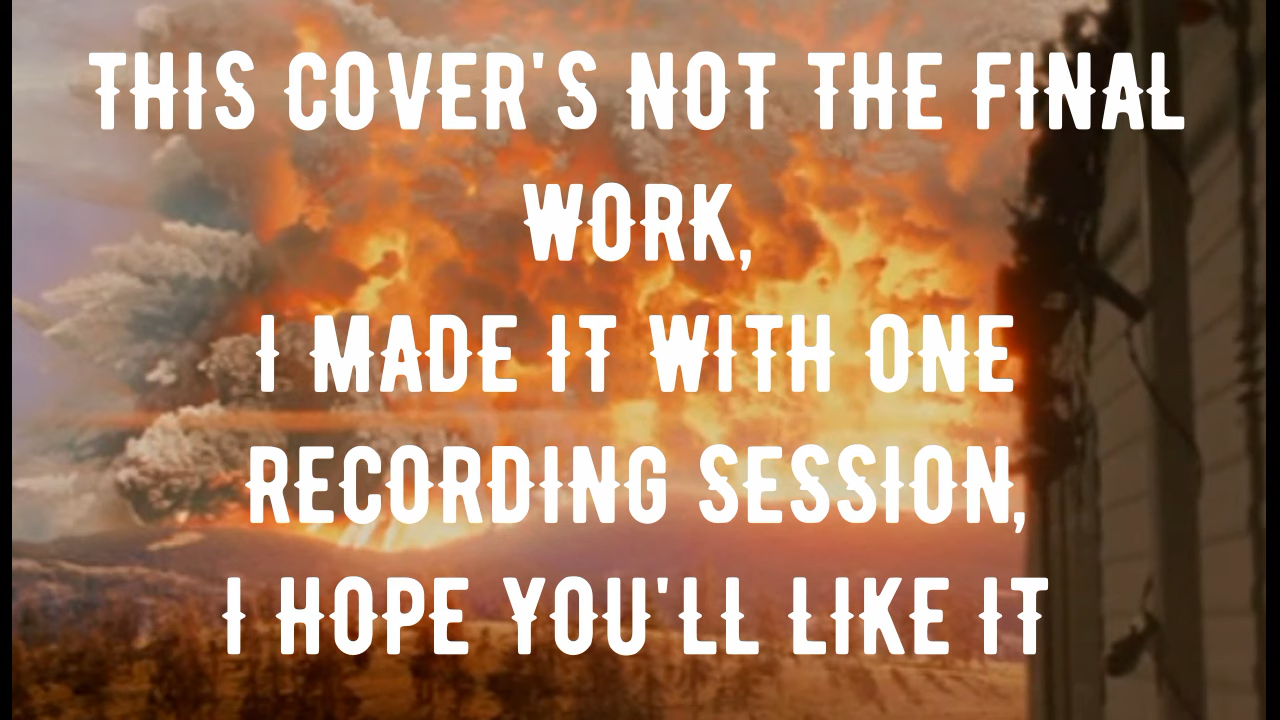 THIS COVER'S NOT THE FINAL
WORK,
I MADE IT WITH ONE
RECORDING SESSION,
I HOPE YOU'LL LIKE IT